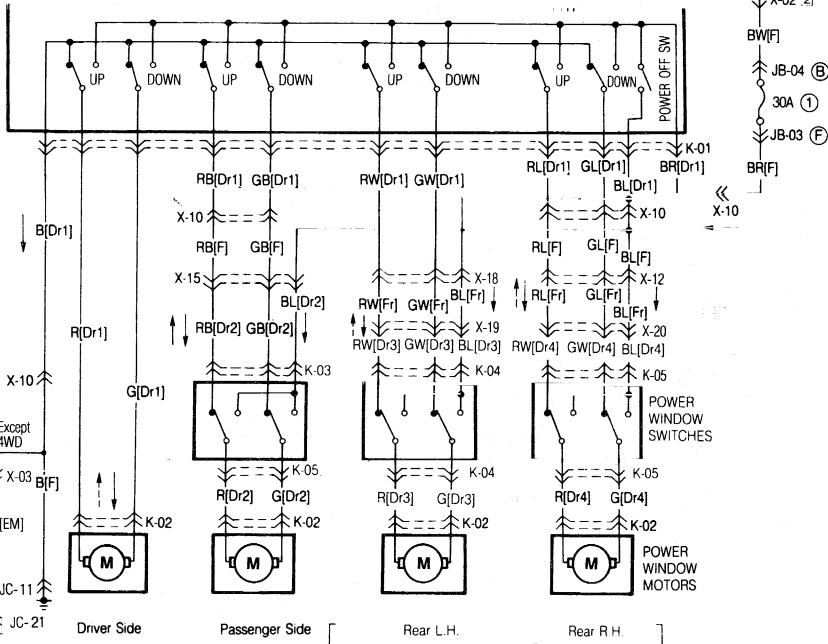 X-02
BW[F]
JB-04 B
30A 1
JB-03 F
BR[F]
X-10
UP DOWN UP DOWN UP DOWN UP DOWN
POWER OFF SW
K-01
RB[Dr1] GB[Dr1] RW[Dr1] GW[Dr1] RL[Dr1] GL[Dr1] BR[Dr1]
BL[Dr1]
X-10 X-10
B[Dr1]
RB[F] GB[F] RL[F] GL[F] BL[F]
X-15 X-18 X-12
BL[Dr2] RW[Fr] GW[Fr] BL[Fr] RL[Fr] GL[Fr]
BL[Fr]
R[Dr1] RB[Dr2] GB[Dr2] X-19 X-20
RW[Dr3] GW[Dr3] BL[Dr3] RW[Dr4] GW[Dr4] BL[Dr4]
X-10 K-03 K-04 K-05
G[Dr1]
POWER
WINDOW
SWITCHES
Except
4WD
X-03 B[F]
K-05 K-04 K-05
R[Dr2] G[Dr2] R[Dr3] G[Dr3] R[Dr4] G[Dr4]
[EM]
K-02 K-02 K-02 K-02
M M M M
POWER
WINDOW
MOTORS
JC-11
JC-21
Driver Side Passenger Side Rear L.H. Rear R H.